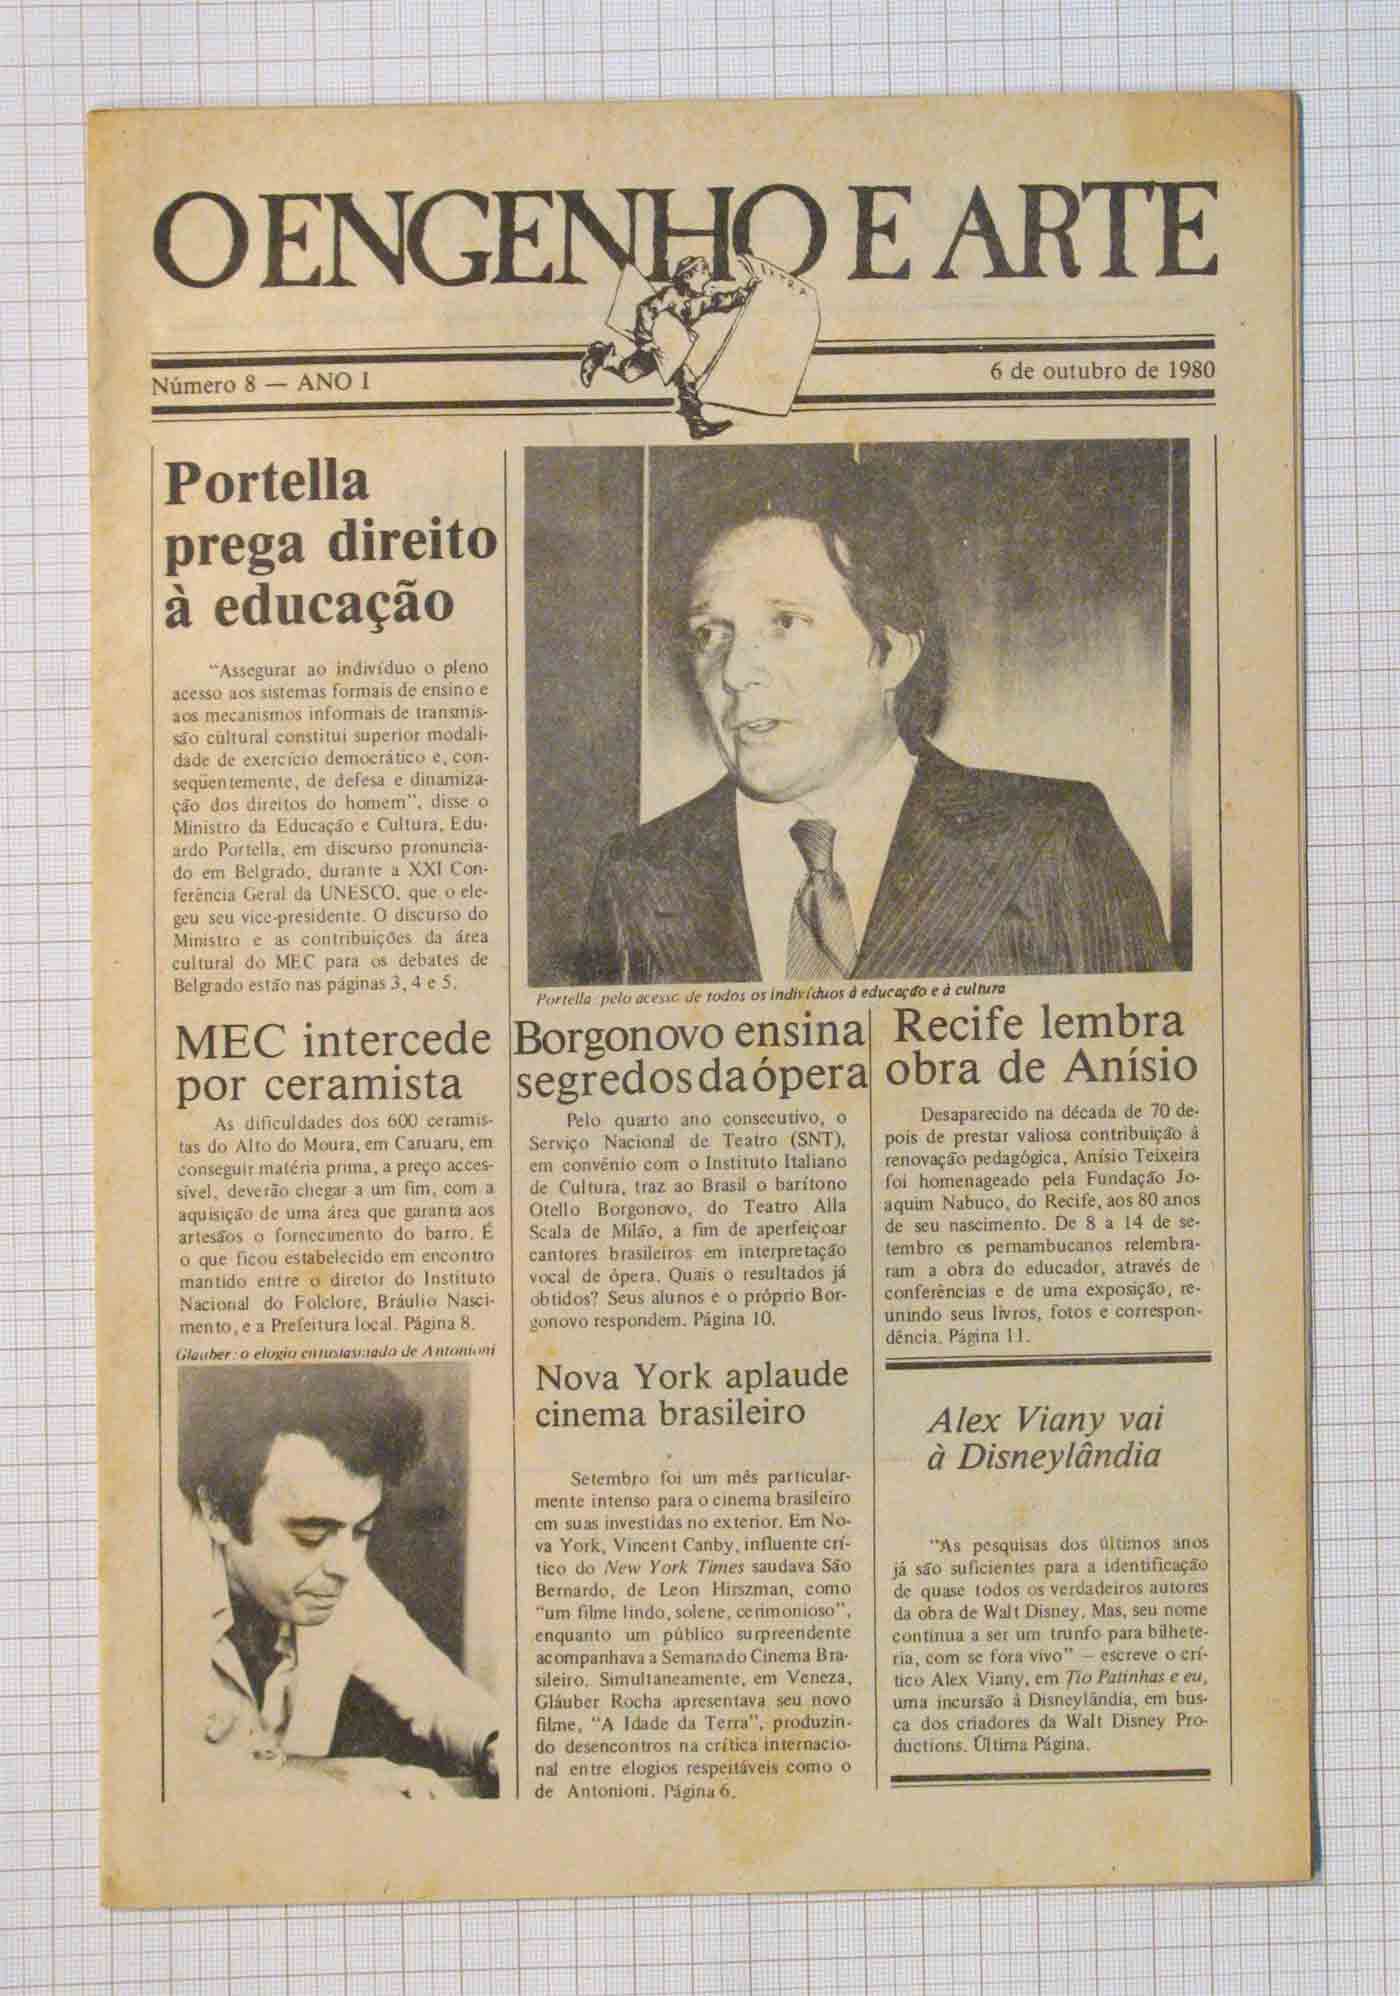 O ENGENHO E ARTE
Número 8 — ANO I
6 de outubro de 1980
Portella
prega direito
à educação
“Assegurar ao indivíduo o pleno
acesso aos sistemas formais de ensino e
aos mecanismos informais de transmis-
são cultural constitui superior modali-
dade de exercício democrático e, con-
seqüentemente, de defesa e dinamiza-
ção dos direitos do homem”, disse o
Ministro da Educação e Cultura, Edu-
ardo Portella, em discurso pronuncia-
do em Belgrado, durante a XXI Con-
ferência Geral da UNESCO, que o ele-
geu seu vice-presidente. O discurso do
Ministro e as contribuições da área
cultural do MEC para os debates de
Belgrado estão nas páginas 3, 4 e 5.
Portella: pelo acesso de todos os indivíduos à educação e à cultura
MEC intercede
por ceramista
As dificuldades dos 600 ceramis-
tas do Alto do Moura, em Caruaru, em
conseguir matéria prima, a preço aces-
sível, deverão chegar a um fim, com a
aquisição de uma área que garanta aos
artesãos o fornecimento do barro. É
o que ficou estabelecido em encontro
mantido entre o diretor do Instituto
Nacional do Folclore, Bráulio Nasci-
mento, e a Prefeitura local. Página 8.
Glauber: o elogio entusiasmado de Antonioni
Borgonovo ensina
segredos da ópera
Pelo quarto ano consecutivo, o
Serviço Nacional de Teatro (SNT),
em convênio com o Instituto Italiano
de Cultura, traz ao Brasil o barítono
Otello Borgonovo, do Teatro Alla
Scala de Milão, a fim de aperfeiçoar
cantores brasileiros em interpretação
vocal de ópera. Quais o resultados já
obtidos? Seus alunos e o próprio Bor-
gonovo respondem. Página 10.
Nova York aplaude
cinema brasileiro
Setembro foi um mês particular-
mente intenso para o cinema brasileiro
em suas investidas no exterior. Em No-
va York, Vincent Canby, influente crí-
tico do New York Times saudava São
Bernardo, de Leon Hirszman, como
“um filme lindo, solene, cerimonioso”,
enquanto um público surpreendente
acompanhava a Semana do Cinema Bra-
sileiro. Simultaneamente, em Veneza,
Gláuber Rocha apresentava seu novo
filme, “A Idade da Terra”, produzin-
do desencontros na crítica internacio-
nal entre elogios respeitáveis como o
de Antonioni. Página 6.
Recife lembra
obra de Anísio
Desaparecido na década de 70 de-
pois de prestar valiosa contribuição à
renovação pedagógica, Anísio Teixeira
foi homenageado pela Fundação Jo-
aquim Nabuco, do Recife, aos 80 anos
de seu nascimento. De 8 a 14 de se-
tembro os pernambucanos relembra-
ram a obra do educador, através de
conferências e de uma exposição, re-
unindo seus livros, fotos e correspon-
dência. Página 11.
Alex Viany vai
à Disneylândia
“As pesquisas dos últimos anos
já são suficientes para a identificação
de quase todos os verdadeiros autores
da obra de Walt Disney. Mas, seu nome
continua a ser um trunfo para bilhete-
ria, com se fora vivo” — escreve o crí-
tico Alex Viany, em Tio Patinhas e eu,
uma incursão à Disneylândia, em bus-
ca dos criadores da Walt Disney Pro-
ductions. Última Página.